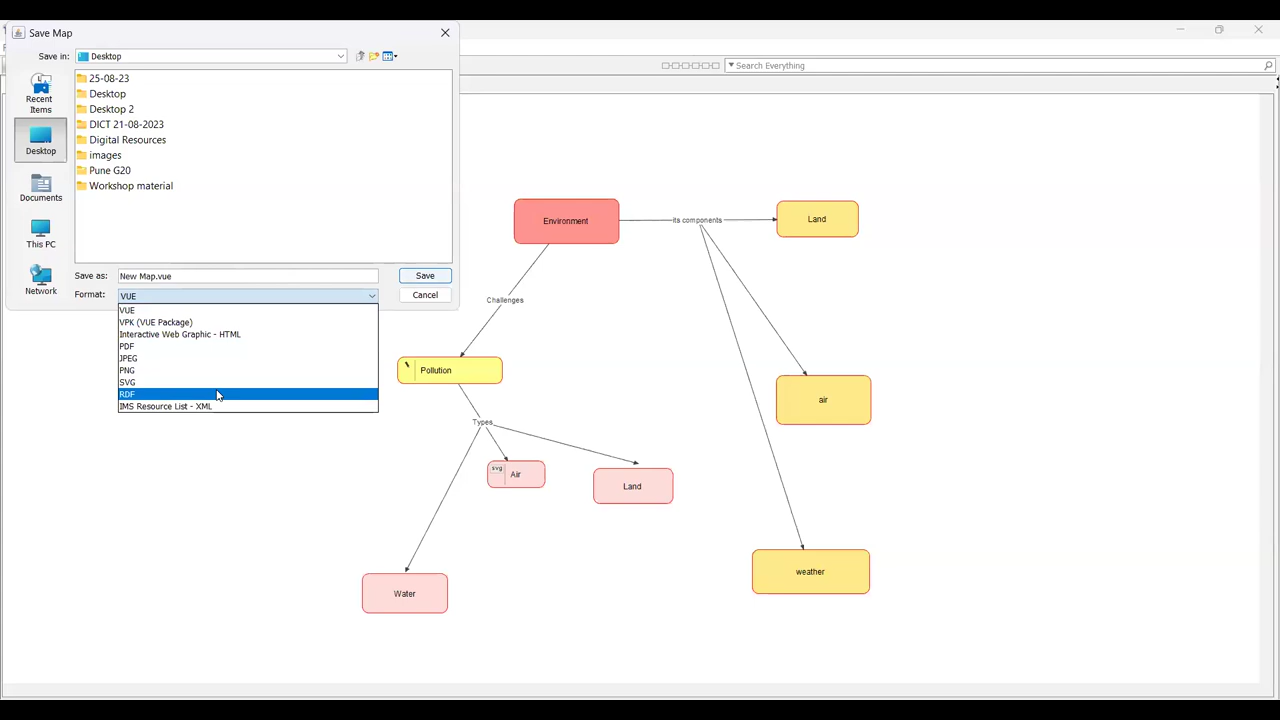 Save Map
Save in:
Desktop
Search Everything
Recent
Items
Desktop
Documents
This PC
Network
25-08-23
Desktop
Desktop 2
DICT 21-08-2023
Digital Resources
images
Pune G20
Workshop material
Save as:
New Map.vue
Save
Format:
VUE
Cancel
VUE
VPK (VUE Package)
Interactive Web Graphic - HTML
PDF
JPEG
PNG
SVG
RDF
IMS Resource List - XML
Environment
its components
Land
Challenges
Pollution
air
Types
svg
Air
Land
weather
Water